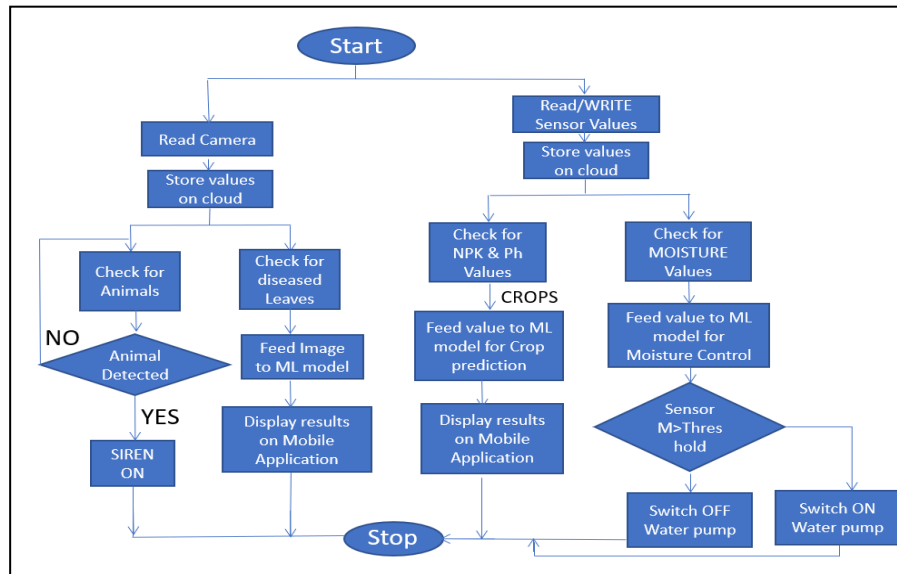 Start
Read Camera
Store values
on cloud
Check for
Animals
NO
Animal
Detected
YES
SIREN
ON
Check for
diseased
Leaves
Feed Image
to ML model
Display results
on Mobile
Application
Read/WRITE
Sensor Values
Store values
on cloud
Check for
NPK & Ph
Values
CROPS
Feed value to ML
model for Crop
prediction
Display results
on Mobile
Application
Check for
MOISTURE
Values
Feed value to ML
model for
Moisture Control
Sensor
M>Thres
hold
Switch OFF
Water pump
Switch ON
Water pump
Stop